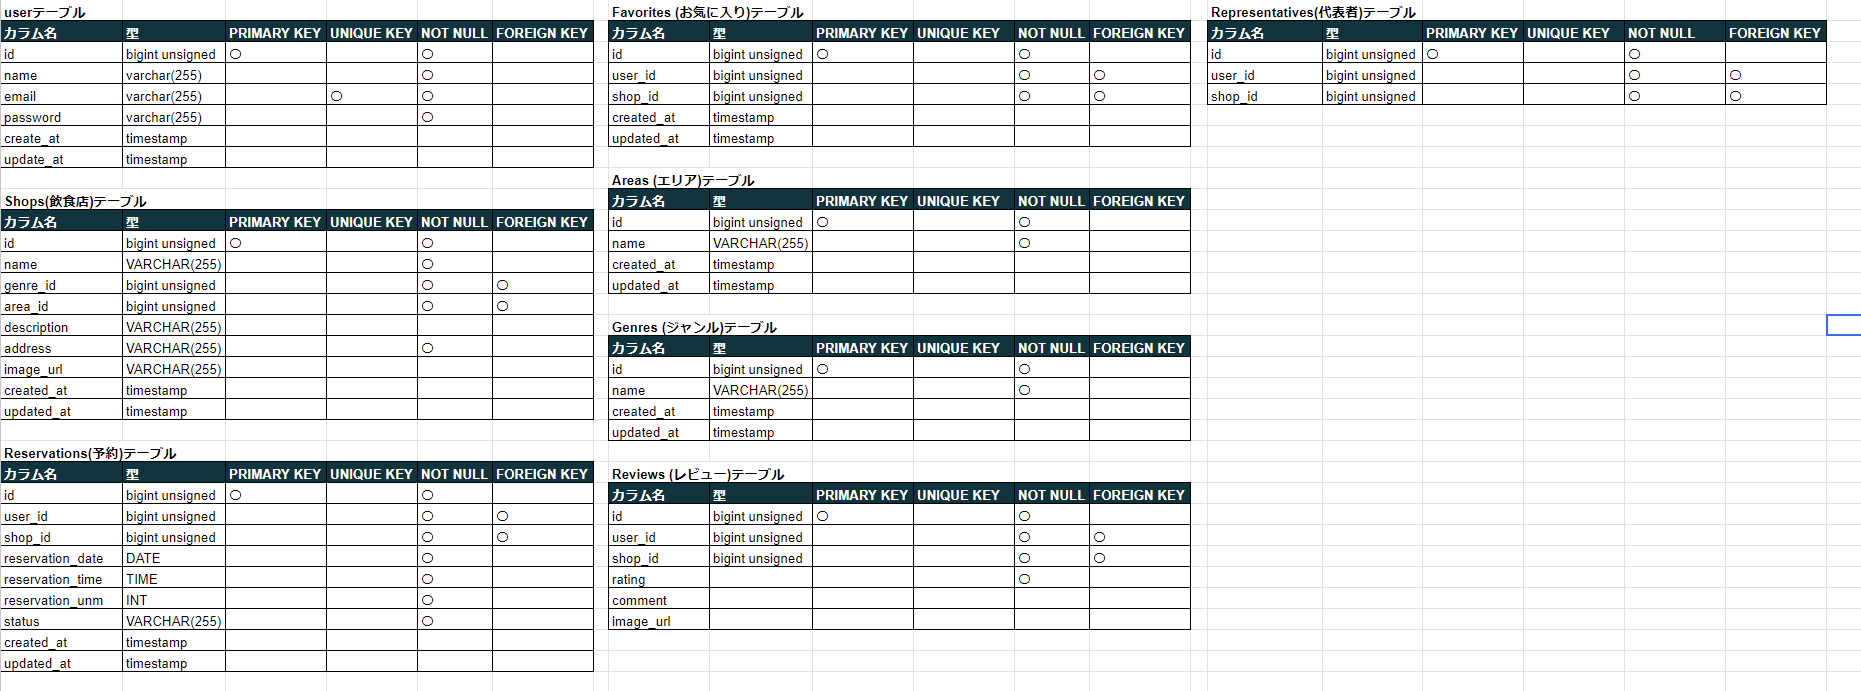 userテーブル
カラム名 型 PRIMARY KEY UNIQUE KEY NOT NULL FOREIGN KEY
id bigint unsigned ○ ○
name varchar(255) ○
email varchar(255) ○ ○
password varchar(255) ○
create_at timestamp
update_at timestamp
Shops(飲食店)テーブル
カラム名 型 PRIMARY KEY UNIQUE KEY NOT NULL FOREIGN KEY
id bigint unsigned ○ ○
name VARCHAR(255) ○
genre_id bigint unsigned ○ ○
area_id bigint unsigned ○ ○
description VARCHAR(255)
address VARCHAR(255) ○
image_url VARCHAR(255)
created_at timestamp
updated_at timestamp
Reservations(予約)テーブル
カラム名 型 PRIMARY KEY UNIQUE KEY NOT NULL FOREIGN KEY
id bigint unsigned ○ ○
user_id bigint unsigned ○ ○
shop_id bigint unsigned ○ ○
reservation_date DATE ○
reservation_time TIME ○
reservation_unm INT ○
status VARCHAR(255) ○
created_at timestamp
updated_at timestamp
Favorites (お気に入り)テーブル
カラム名 型 PRIMARY KEY UNIQUE KEY NOT NULL FOREIGN KEY
id bigint unsigned ○ ○
user_id bigint unsigned ○ ○
shop_id bigint unsigned ○ ○
created_at timestamp
updated_at timestamp
Areas (エリア)テーブル
カラム名 型 PRIMARY KEY UNIQUE KEY NOT NULL FOREIGN KEY
id bigint unsigned ○ ○
name VARCHAR(255) ○
created_at timestamp
updated_at timestamp
Genres (ジャンル)テーブル
カラム名 型 PRIMARY KEY UNIQUE KEY NOT NULL FOREIGN KEY
id bigint unsigned ○ ○
name VARCHAR(255) ○
created_at timestamp
updated_at timestamp
Reviews (レビュー)テーブル
カラム名 型 PRIMARY KEY UNIQUE KEY NOT NULL FOREIGN KEY
id bigint unsigned ○ ○
user_id bigint unsigned ○ ○
shop_id bigint unsigned ○ ○
rating ○
comment
image_url
Representatives(代表者)テーブル
カラム名 型 PRIMARY KEY UNIQUE KEY NOT NULL FOREIGN KEY
id bigint unsigned ○ ○
user_id bigint unsigned ○ ○
shop_id bigint unsigned ○ ○